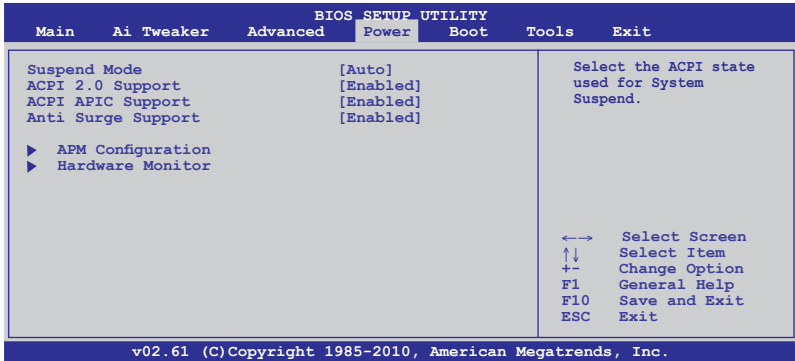 BIOS SETUP UTILITY
Main Ai Tweaker Advanced Power Boot Tools Exit
Suspend Mode [Auto]
ACPI 2.0 Support [Enabled]
ACPI APIC Support [Enabled]
Anti Surge Support [Enabled]
▶ APM Configuration
▶ Hardware Monitor
Select the ACPI state
used for System
Suspend.
←→ Select Screen
↑↓ Select Item
+- Change Option
F1 General Help
F10 Save and Exit
ESC Exit
v02.61 (C)Copyright 1985-2010, American Megatrends, Inc.